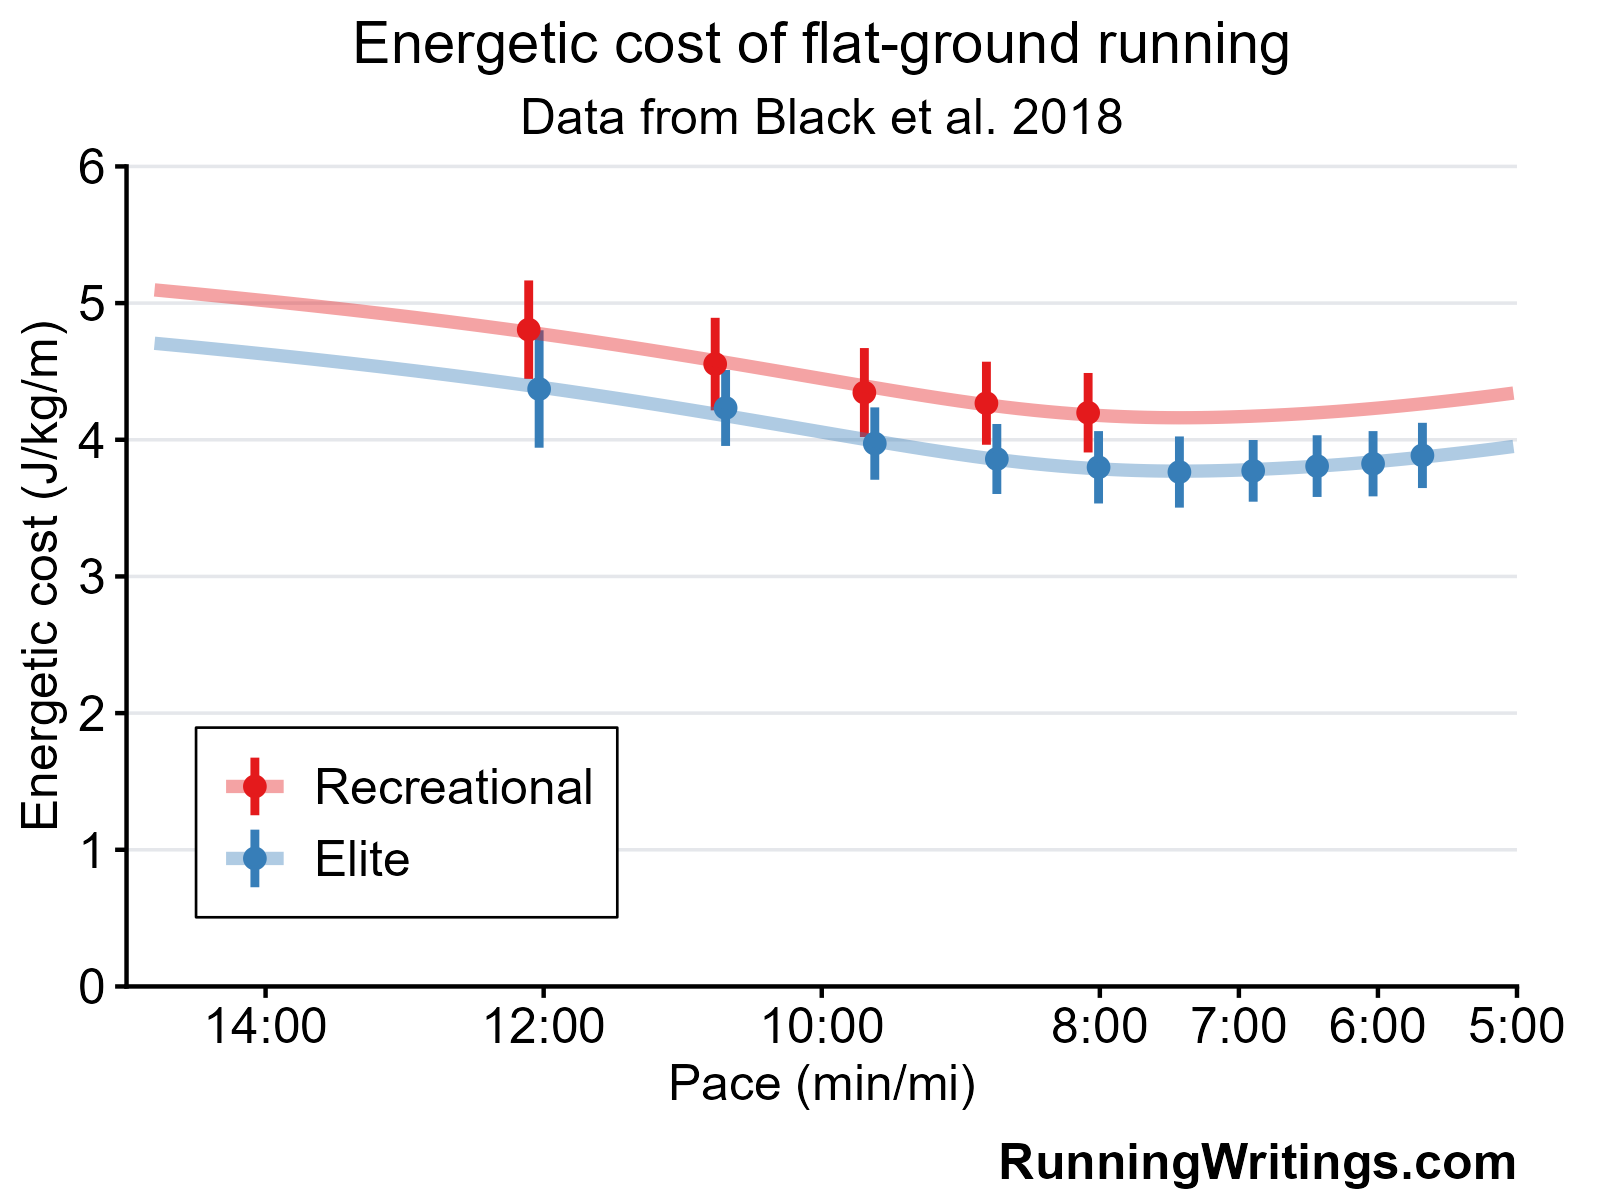 Energetic cost of flat-ground running
Data from Black et al. 2018
Energetic cost (J/kg/m)
6
5
4
3
2
1
0
Recreational
Elite
14:00 12:00 10:00 8:00 7:00 6:00 5:00
Pace (min/mi)
RunningWritings.com